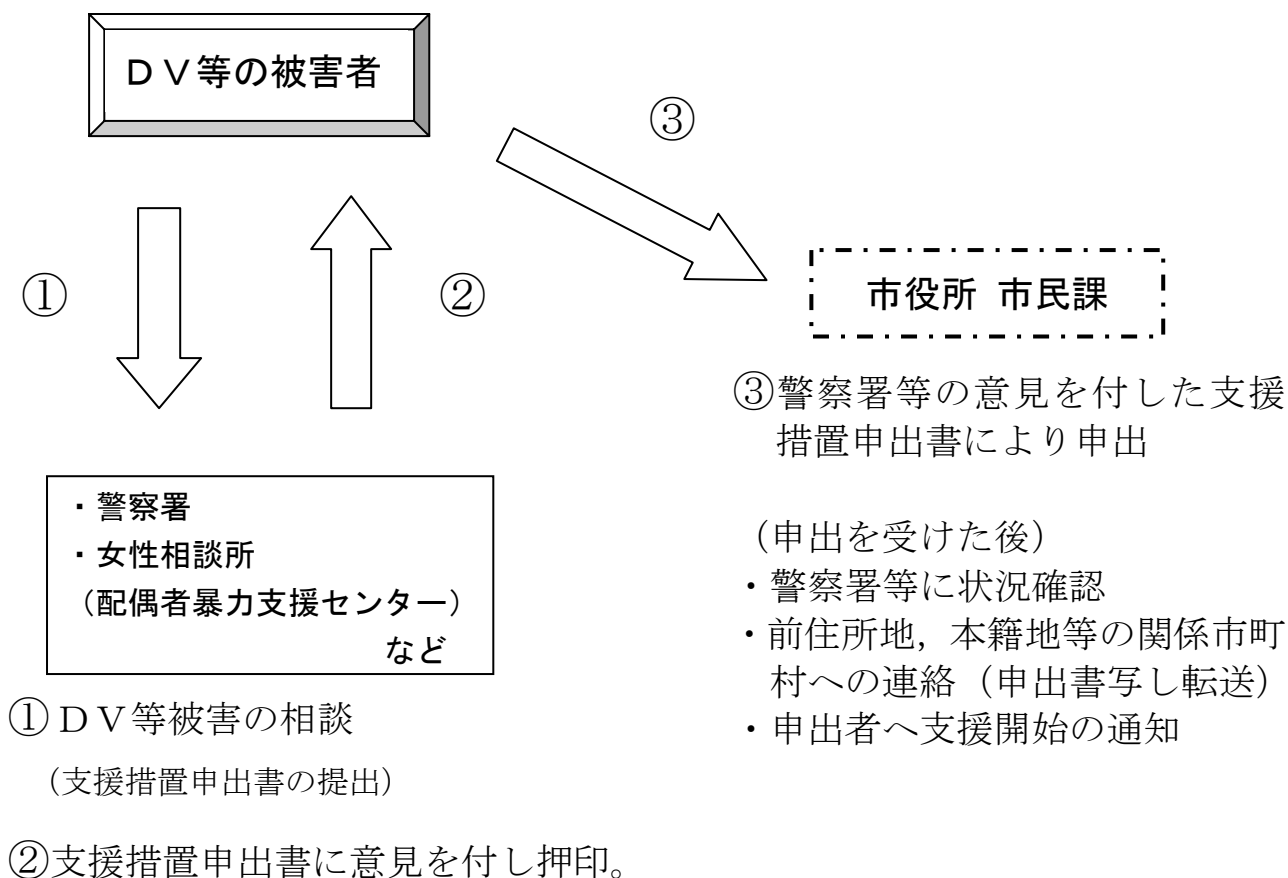 ＤＶ等の被害者
③
①
②
市役所 市民課
③警察署等の意見を付した支援
措置申出書により申出
・警察署
・女性相談所
（配偶者暴力支援センター）
など
（申出を受けた後）
・警察署等に状況確認
・前住所地，本籍地等の関係市町
村への連絡（申出書写し転送）
・申出者へ支援開始の通知
①ＤＶ等被害の相談
（支援措置申出書の提出）
②支援措置申出書に意見を付し押印。